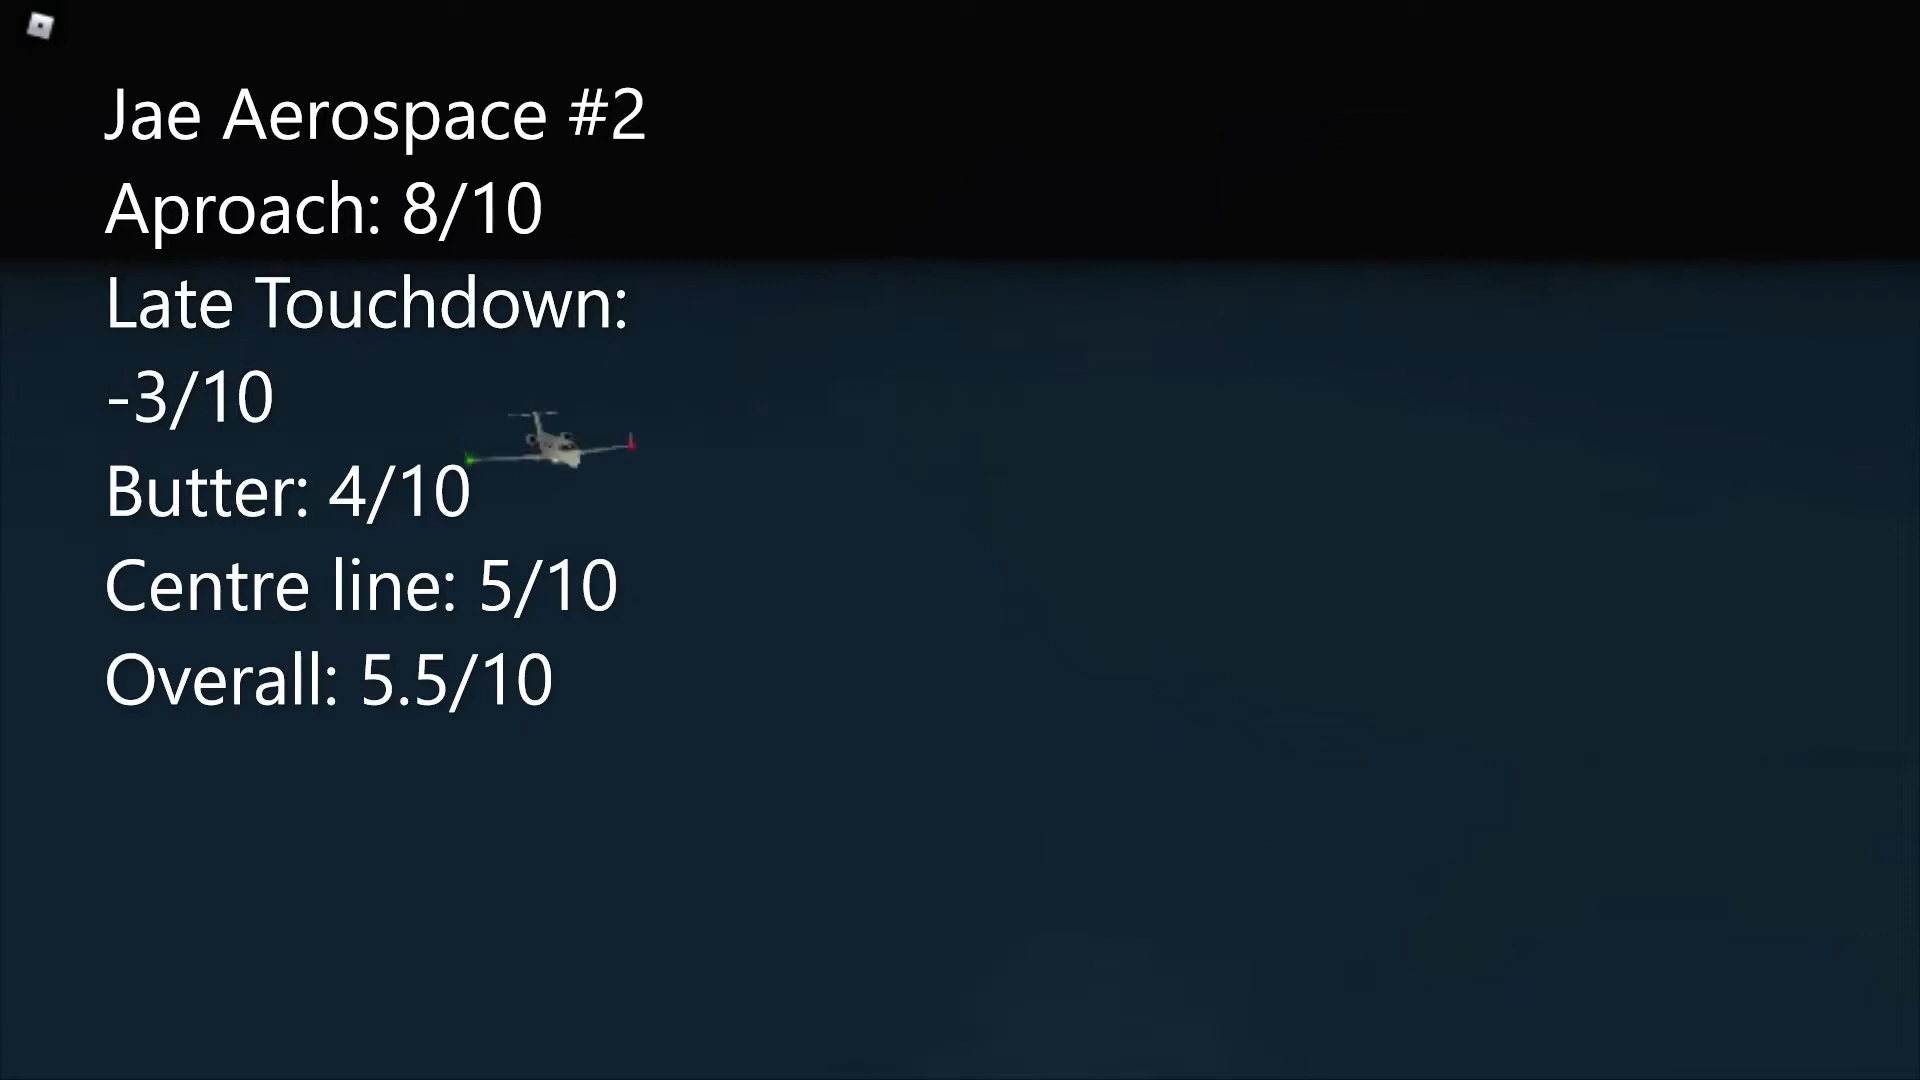 Jae Aerospace #2
Aproach: 8/10
Late Touchdown:
-3/10
Butter: 4/10
Centre line: 5/10
Overall: 5.5/10